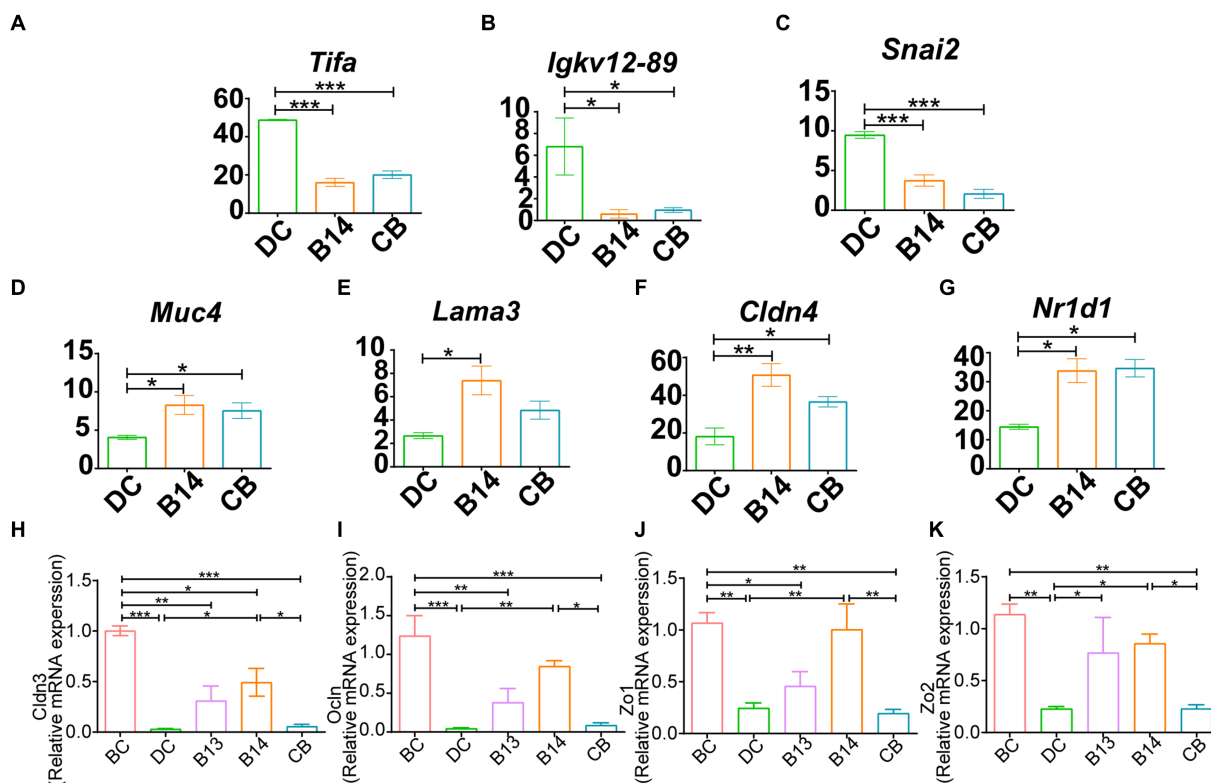 A
Tifa
***
***
60
40
20
0
DC
B14
CB
B
Igkv12-89
*
*
10
8
6
4
2
0
DC
B14
CB
C
Snai2
***
***
15
10
5
0
DC
B14
CB
D
Muc4
*
*
15
10
5
0
DC
B14
CB
E
Lama3
*
8
6
4
2
0
DC
B14
CB
F
Cldn4
*
**
60
40
20
0
DC
B14
CB
G
Nr1d1
*
*
40
30
20
10
0
DC
B14
CB
H
Cldn3
(Relative mRNA experssion)
***
*
**
***
*
*
1.5
1.0
0.5
0.0
BC
DC
B13
B14
CB
I
Ocln
(Relative mRNA experssion)
***
**
***
**
*
2.0
1.5
1.0
0.5
0.0
BC
DC
B13
B14
CB
J
Zo1
(Relative mRNA experssion)
**
*
**
**
**
1.5
1.0
0.5
0.0
BC
DC
B13
B14
CB
K
Zo2
(Relative mRNA experssion)
**
*
*
**
*
1.5
1.0
0.5
0.0
BC
DC
B13
B14
CB